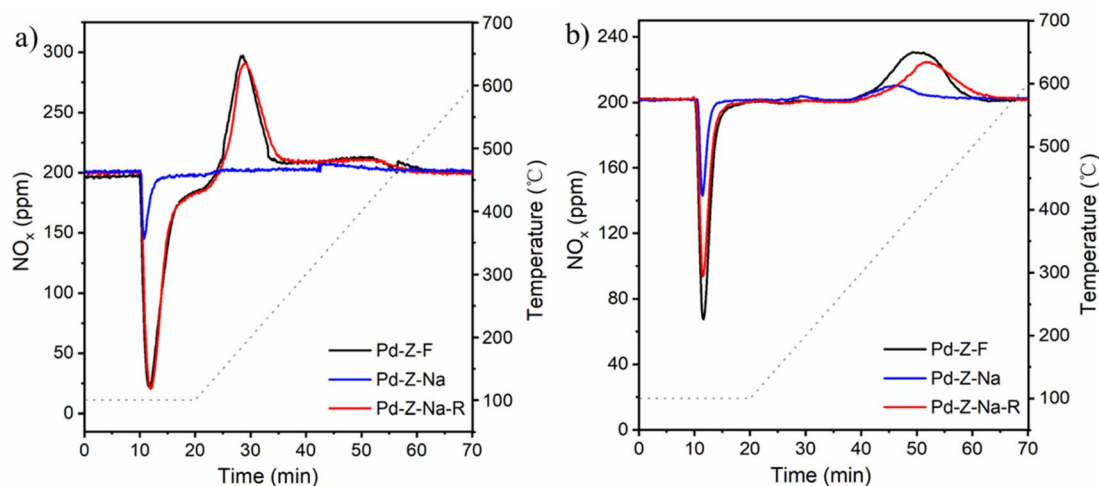 a)
NOx (ppm)
300
250
200
150
100
50
0
0 10 20 30 40 50 60 70
Time (min)
700
600
500
400
300
200
100
Temperature (℃)
Pd-Z-F
Pd-Z-Na
Pd-Z-Na-R
b)
NOx (ppm)
240
200
160
120
80
40
0
0 10 20 30 40 50 60 70
Time (min)
700
600
500
400
300
200
100
Temperature (℃)
Pd-Z-F
Pd-Z-Na
Pd-Z-Na-R